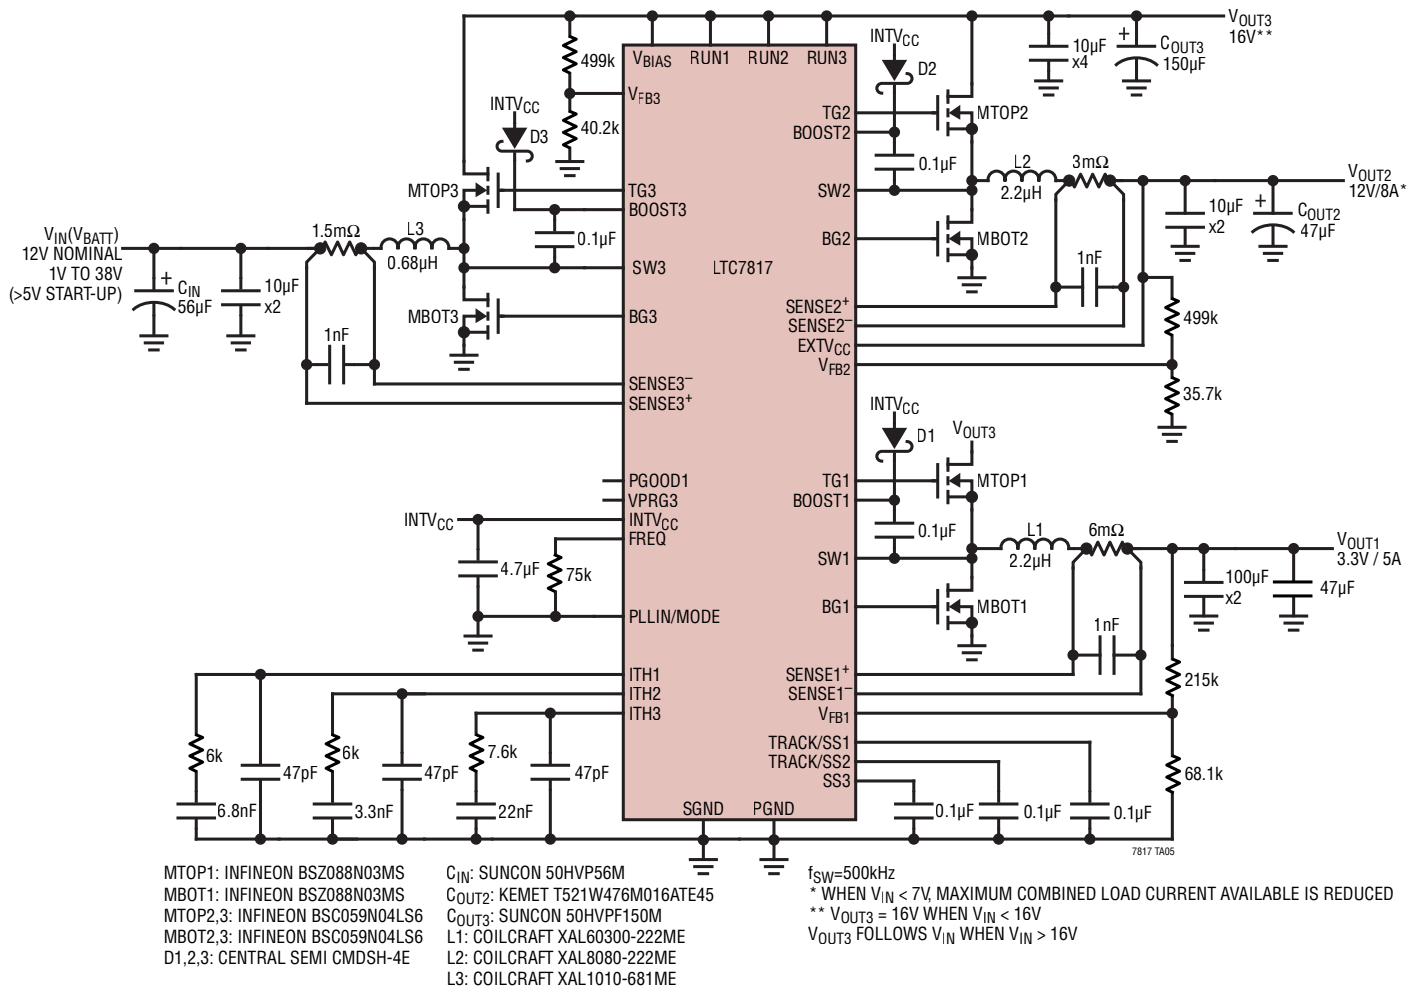 VOUT3
16V**
10µF
x4
COUT3
150µF
+
499k
VFB3
40.2k
VBIAS
RUN1
RUN2
RUN3
INTVCC
D2
TG2
MTOP2
BOOST2
0.1µF
SW2
L2
2.2µH
3mΩ
VOUT2
12V/8A*
10µF
x2
+
COUT2
47µF
BG2
MBOT2
1nF
SENSE2+
SENSE2–
EXTVCC
VFB2
499k
35.7k
INTVCC
D3
MTOP3
TG3
BOOST3
0.1µF
SW3
LTC7817
VIN(VBATT)
12V NOMINAL
1V TO 38V
(>5V START-UP)
1.5mΩ
L3
0.68µH
+
CIN
56µF
10µF
x2
MBOT3
BG3
1nF
SENSE3–
SENSE3+
INTVCC
D1
VOUT3
TG1
MTOP1
BOOST1
0.1µF
SW1
L1
2.2µH
6mΩ
VOUT1
3.3V / 5A
100µF
x2
47µF
BG1
MBOT1
1nF
SENSE1+
SENSE1–
VFB1
215k
68.1k
PGOOD1
VPRG3
INTVCC
INTVCC
FREQ
4.7µF
75k
PLLIN/MODE
ITH1
ITH2
ITH3
6k
47pF
6k
47pF
7.6k
47pF
6.8nF
3.3nF
22nF
TRACK/SS1
TRACK/SS2
SS3
0.1µF
0.1µF
0.1µF
SGND
PGND
7817 TA05
MTOP1: INFINEON BSZ088N03MS
MBOT1: INFINEON BSZ088N03MS
MTOP2,3: INFINEON BSC059N04LS6
MBOT2,3: INFINEON BSC059N04LS6
D1,2,3: CENTRAL SEMI CMDSH-4E
CIN: SUNCON 50HVP56M
COUT2: KEMET T521W476M016ATE45
COUT3: SUNCON 50HVPF150M
L1: COILCRAFT XAL60300-222ME
L2: COILCRAFT XAL8080-222ME
L3: COILCRAFT XAL1010-681ME
fSW=500kHz
* WHEN VIN < 7V, MAXIMUM COMBINED LOAD CURRENT AVAILABLE IS REDUCED
** VOUT3 = 16V WHEN VIN < 16V
VOUT3 FOLLOWS VIN WHEN VIN > 16V